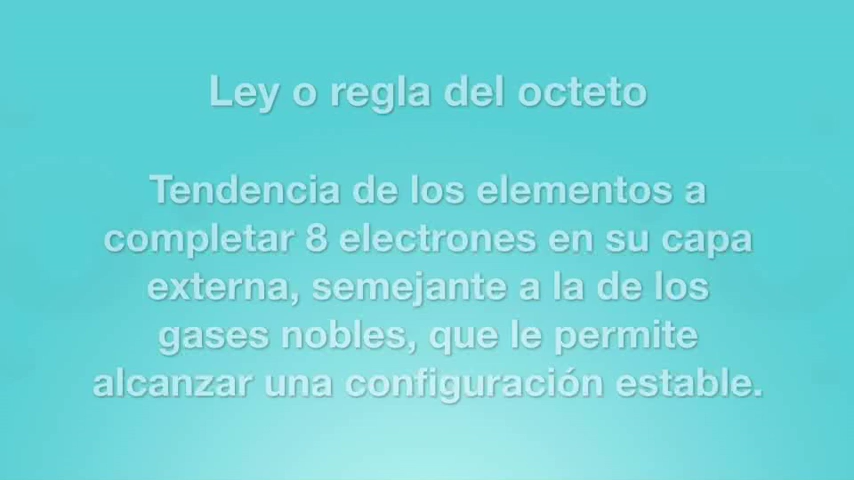 Ley o regla del octeto
Tendencia de los elementos a
completar 8 electrones en su capa
externa, semejante a la de los
gases nobles, que le permite
alcanzar una configuración estable.